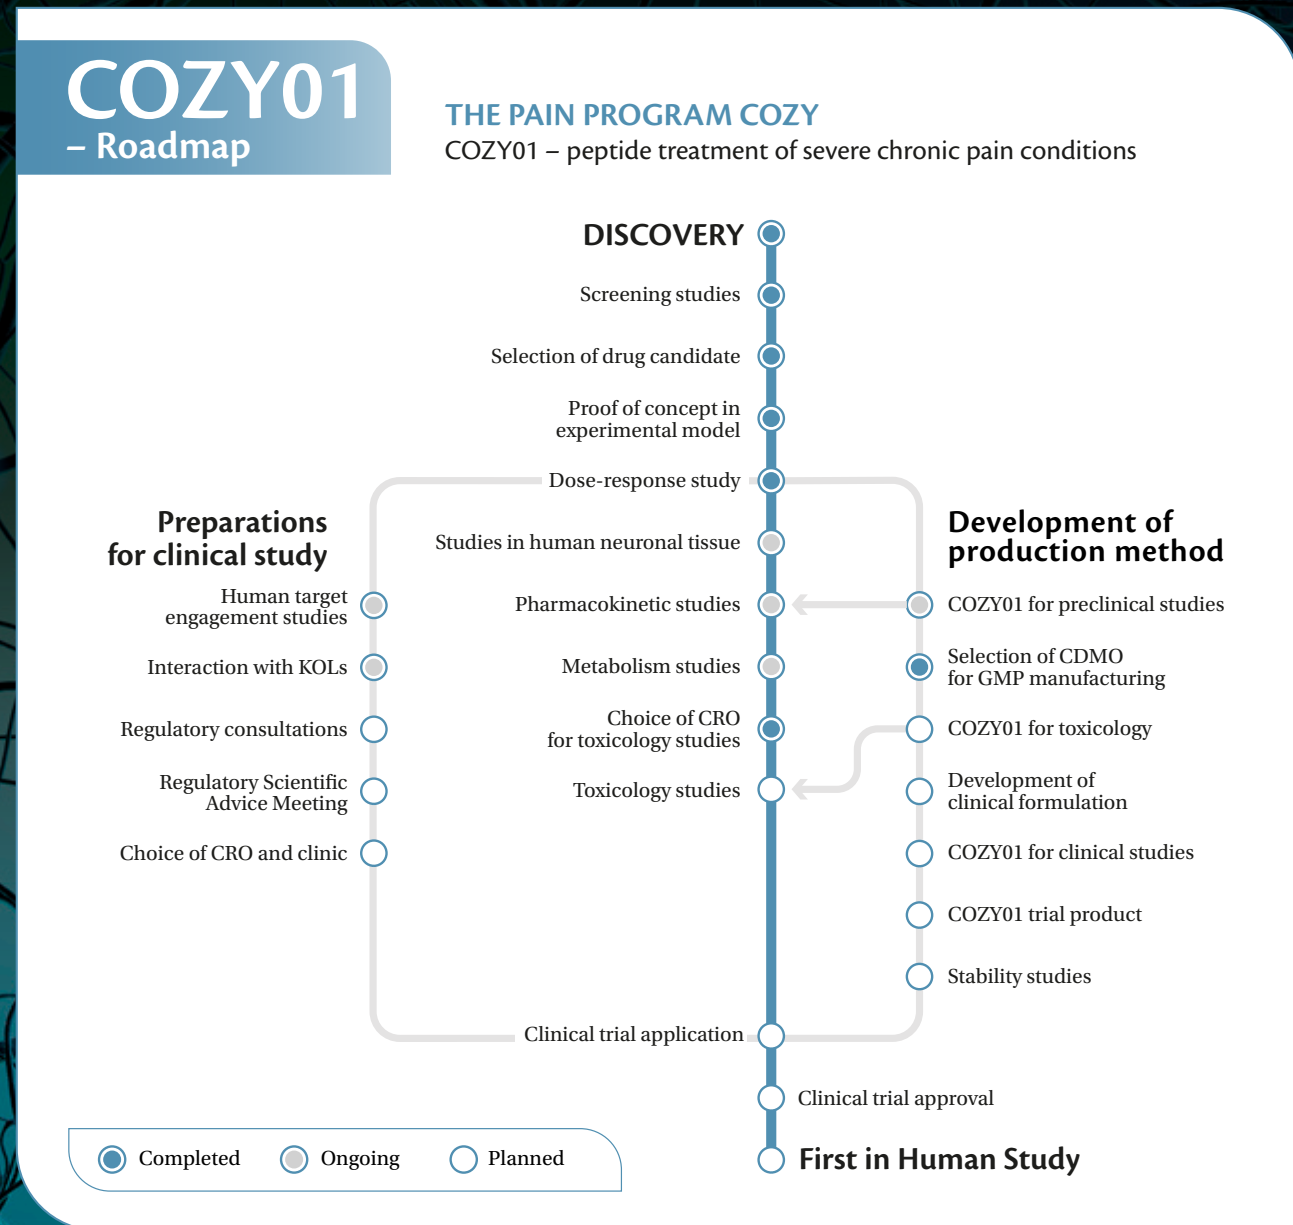 COZY01
– Roadmap
THE PAIN PROGRAM COZY
COZY01 – peptide treatment of severe chronic pain conditions
DISCOVERY
Screening studies
Selection of drug candidate
Proof of concept in
experimental model
Dose-response study
Studies in human neuronal tissue
Pharmacokinetic studies
Metabolism studies
Choice of CRO
for toxicology studies
Toxicology studies
Preparations
for clinical study
Human target
engagement studies
Interaction with KOLs
Regulatory consultations
Regulatory Scientific
Advice Meeting
Choice of CRO and clinic
Development of
production method
COZY01 for preclinical studies
Selection of CDMO
for GMP manufacturing
COZY01 for toxicology
Development of
clinical formulation
COZY01 for clinical studies
COZY01 trial product
Stability studies
Clinical trial application
Clinical trial approval
First in Human Study
Completed
Ongoing
Planned